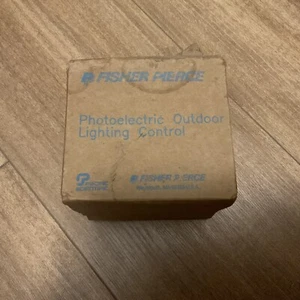 FISHER PIERCE
Photoelectric Outdoor
Lighting Control
FISHER PIERCE